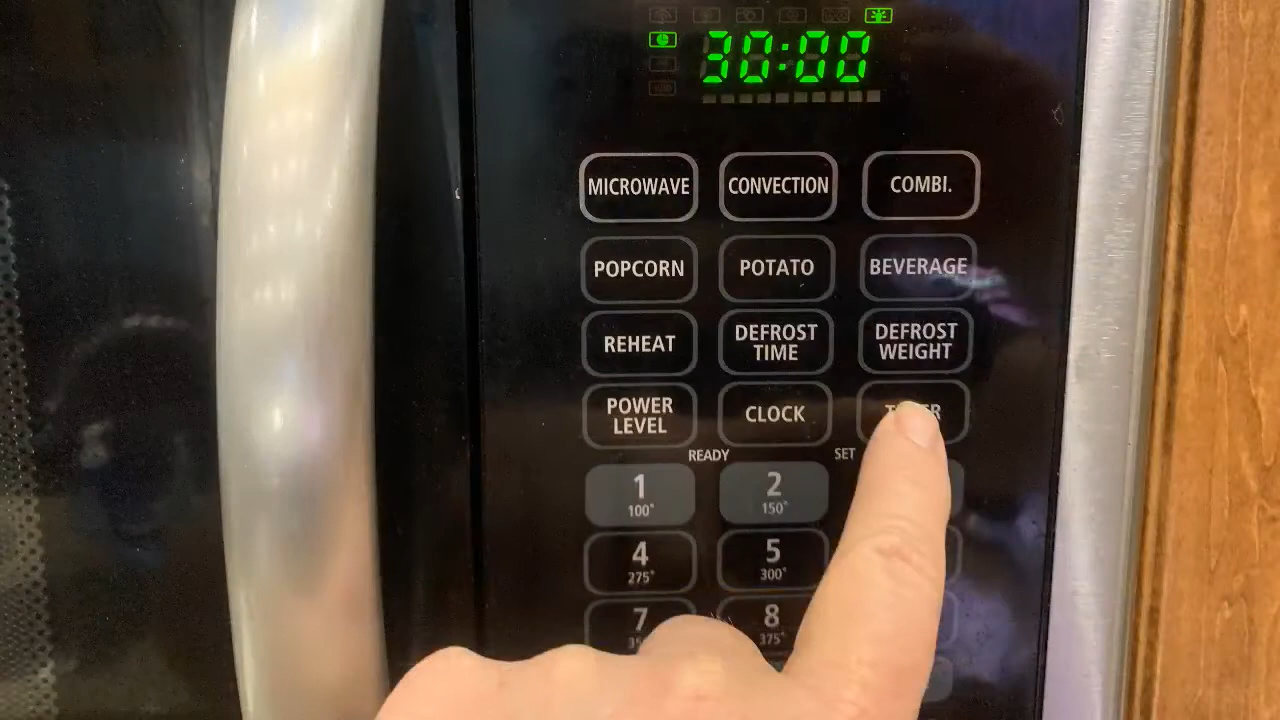 30:00
MICROWAVE
CONVECTION
COMBI.
POPCORN
POTATO
BEVERAGE
REHEAT
DEFROST
TIME
DEFROST
WEIGHT
POWER
LEVEL
CLOCK
READY
SET
1
100°
2
150°
4
275°
5
300°
7
8
375°